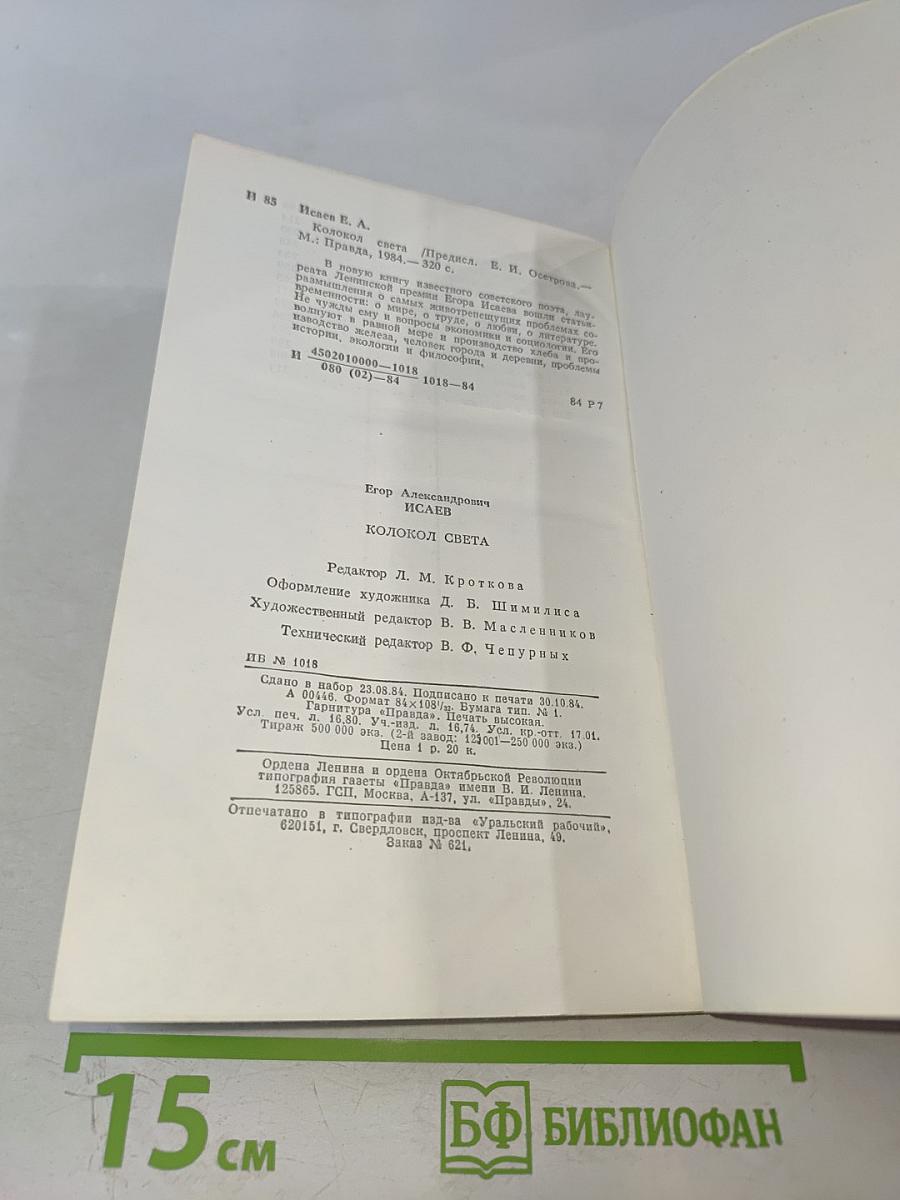 И 85 Исаев Е. А.
Колокол света /Предисл. Е. И. Осетрова.—
М.: Правда, 1984.— 320 с.
В новую книгу известного советского поэта, лау-
реата Ленинской премии Егора Исаева вошли статьи-
размышления о самых животрепещущих проблемах со-
временности: о мире, о труде, о любви, о литературе.
Не чужды ему и вопросы экономики и социологии. Его
волнуют в равной мере и производство хлеба и про-
изводство железа, человек города и деревни, проблемы
истории, экологии и философии.
И 4502010000—1018
080 (02)—84 1018—84
84 Р7
Егор Александрович
ИСАЕВ
КОЛОКОЛ СВЕТА
Редактор Л. М. Кроткова
Оформление художника Д. Б. Шимилиса
Художественный редактор В. В. Масленников
Технический редактор В. Ф. Чепурных
ИБ № 1018
Сдано в набор 23.08.84. Подписано к печати 30.10.84.
А 00446. Формат 84×108¹/₃₂. Бумага тип. № 1.
Гарнитура «Правда». Печать высокая.
Усл. печ. л. 16,80. Уч.-изд. л. 16,74. Усл. кр.-отт. 17,01.
Тираж 500 000 экз. (2-й завод: 125001—250 000 экз.)
Цена 1 р. 20 к.
Ордена Ленина и ордена Октябрьской Революции
типография газеты «Правда» имени В. И. Ленина.
125865. ГСП, Москва, А-137, ул. «Правды», 24.
Отпечатано в типографии изд-ва «Уральский рабочий»,
620151, г. Свердловск, проспект Ленина, 49.
Заказ № 621.
15 см
БФ БИБЛИОФАН